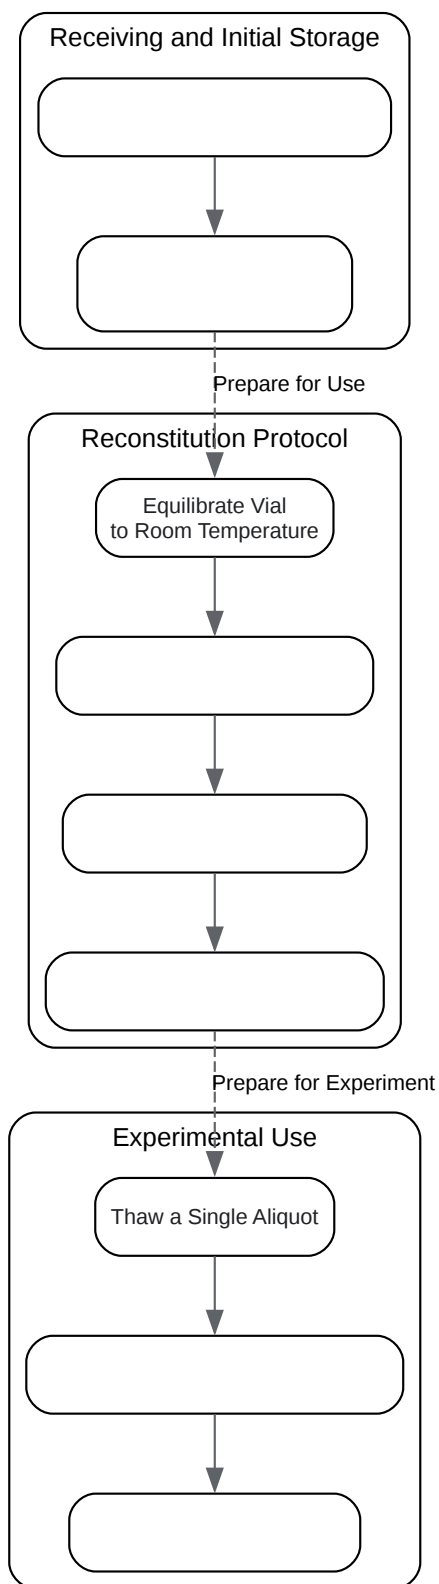 Receiving and Initial Storage
Prepare for Use
Reconstitution Protocol
Equilibrate Vial
to Room Temperature
Prepare for Experiment
Experimental Use
Thaw a Single Aliquot